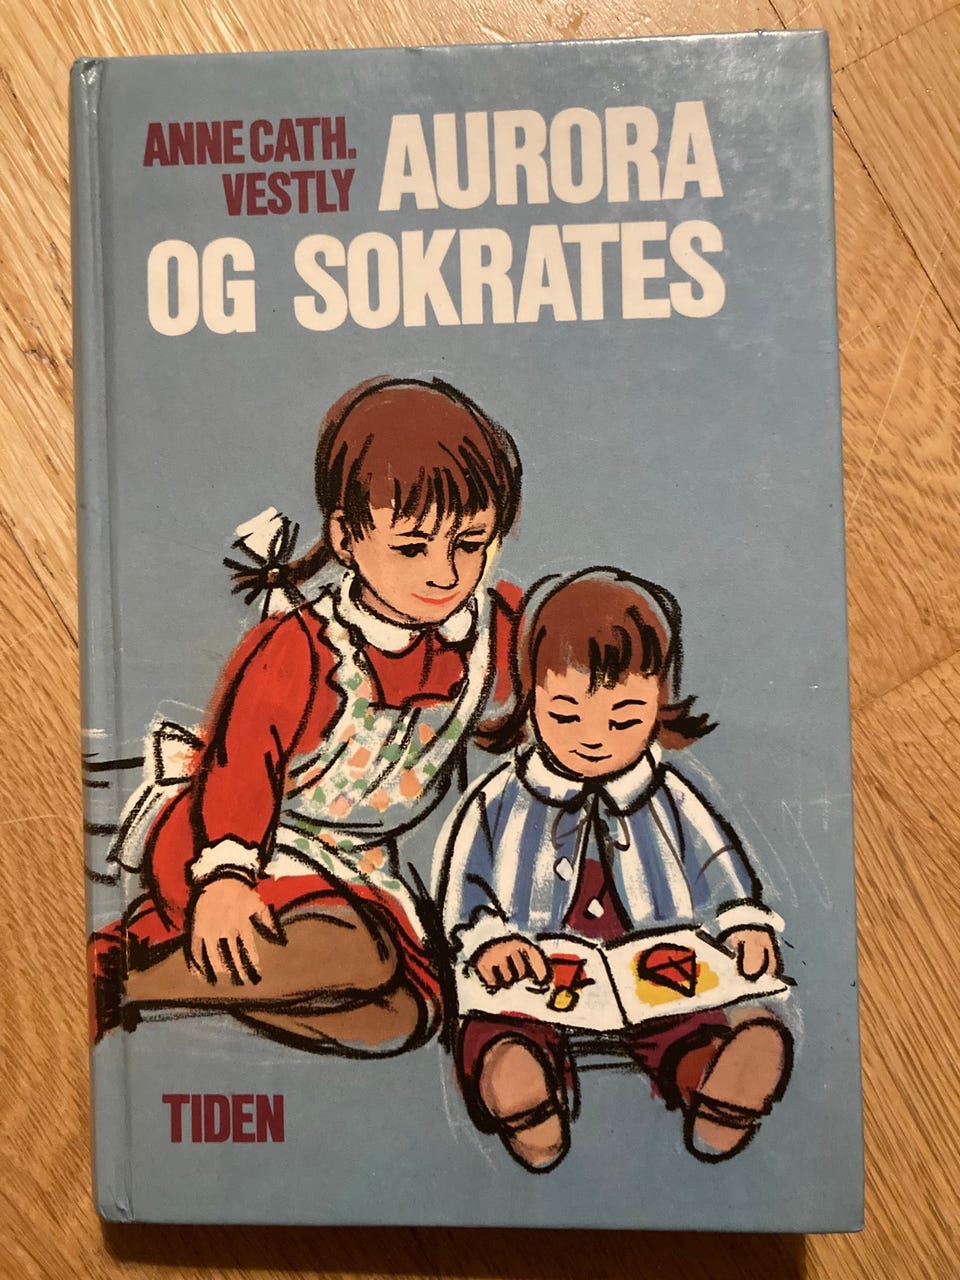 ANNE CATH.
VESTLY
AURORA
OG SOKRATES
TIDEN